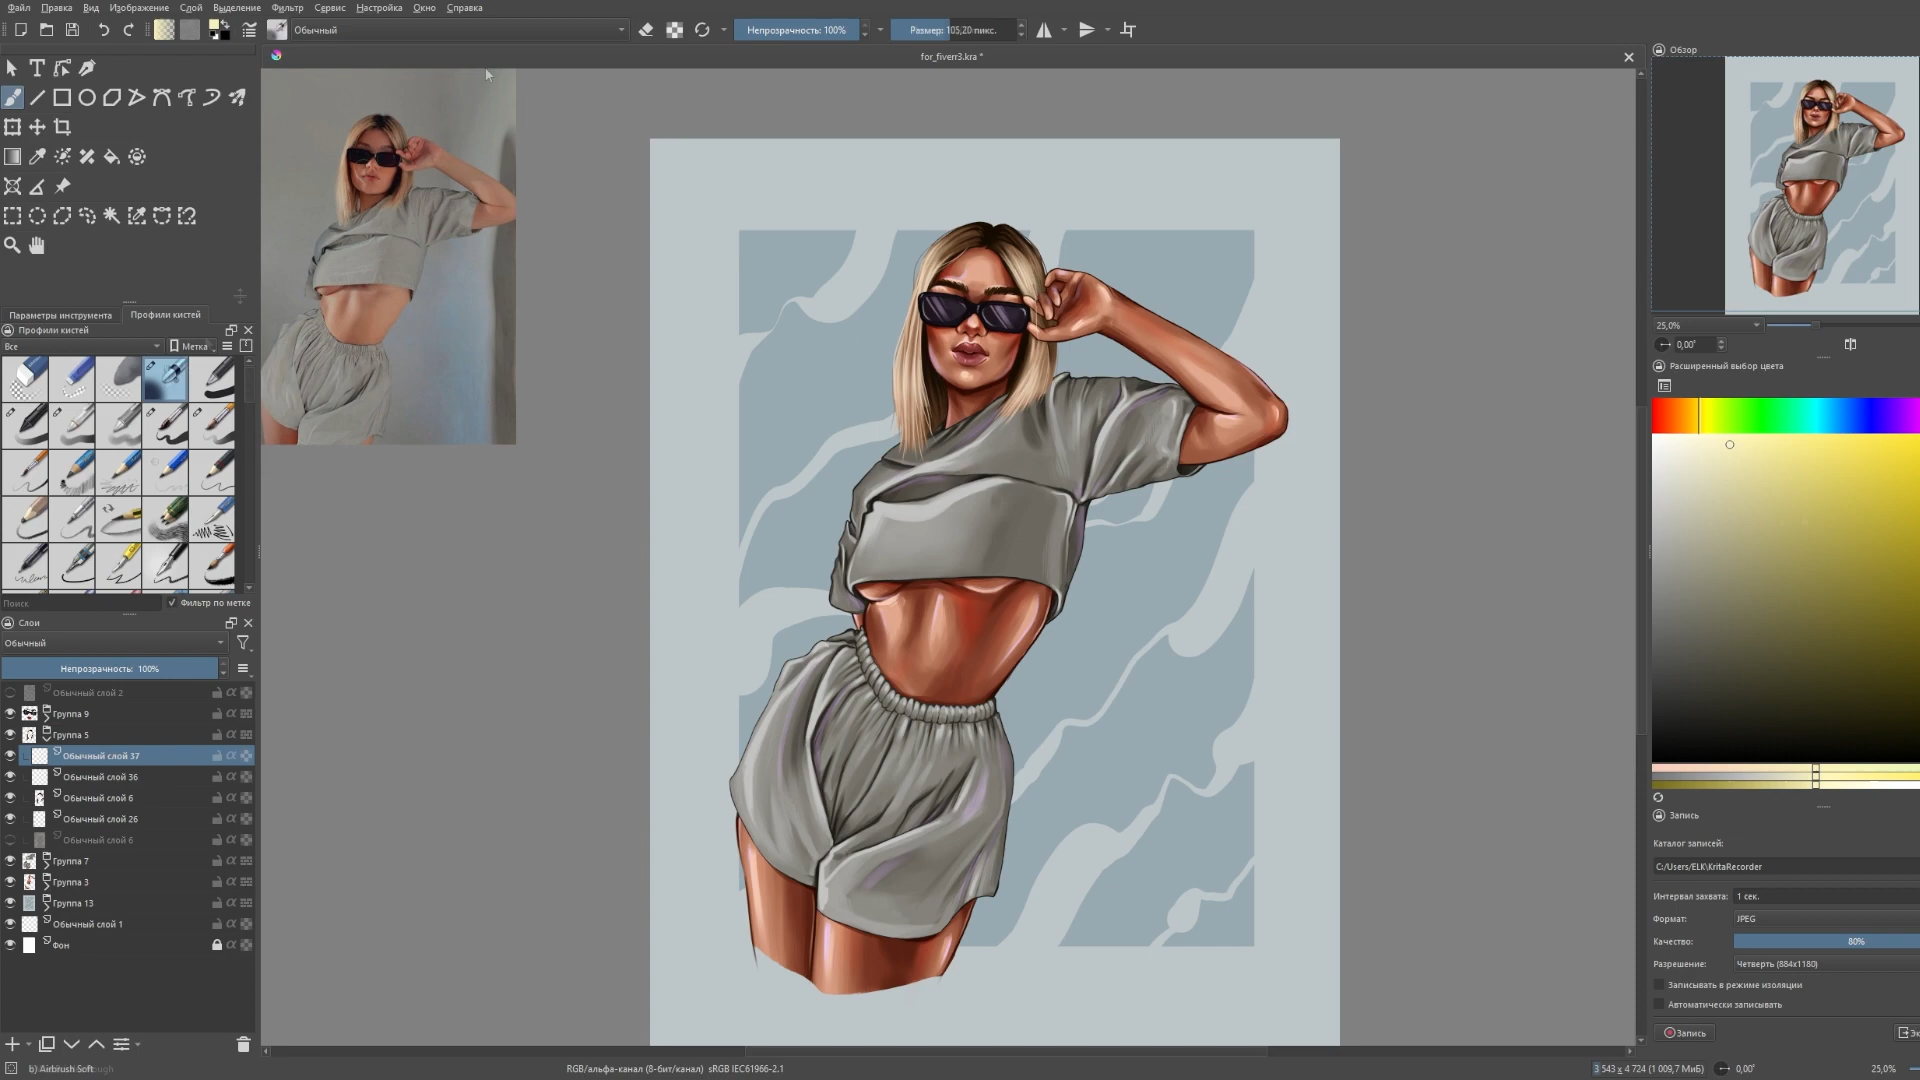 Файл Правка Вид Изображение Слой Выделение Фильтр Сервис Настройка Окно Справка
Обычный
Непрозрачность: 100%
Размер: 105,20 пикс.
for_fiverr3.kra *
Обзор
25,0%
0,00°
Расширенный выбор цвета
Параметры инструмента
Профили кистей
Профили кистей
Все
Метка
Поиск
Фильтр по метке
Слои
Обычный
Непрозрачность: 100%
Обычный слой 2
Группа 9
Группа 5
Обычный слой 37
Обычный слой 36
Обычный слой 6
Обычный слой 26
Обычный слой 6
Группа 7
Группа 3
Группа 13
Обычный слой 1
Фон
Запись
Каталог записей:
C:/Users/ELK\KritaRecorder
Интервал захвата: 1 сек.
Формат: JPEG
Качество: 80%
Разрешение: Четверть (884x1180)
Записывать в режиме изоляции
Автоматически записывать
Запись
Эк
b) Airbrush Soft
RGB/альфа-канал (8-бит/канал) sRGB IEC61966-2.1
3 543 x 4 724 (1 009,7 МиБ)
0,00°
25,0%